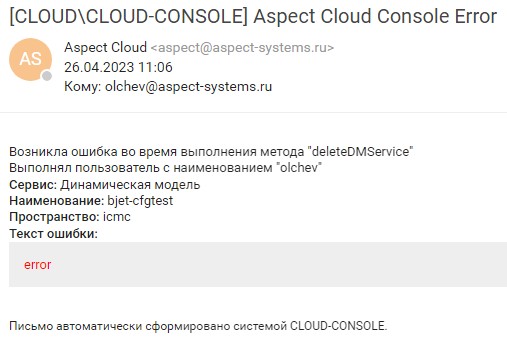 [CLOUD\CLOUD-CONSOLE] Aspect Cloud Console Error
AS
Aspect Cloud <aspect@aspect-systems.ru>
26.04.2023 11:06
Кому: olchev@aspect-systems.ru
Возникла ошибка во время выполнения метода "deleteDMService"
Выполнял пользователь с наименованием "olchev"
Сервис: Динамическая модель
Наименование: bjet-cfgtest
Пространство: icmc
Текст ошибки:
error
Письмо автоматически сформировано системой CLOUD-CONSOLE.